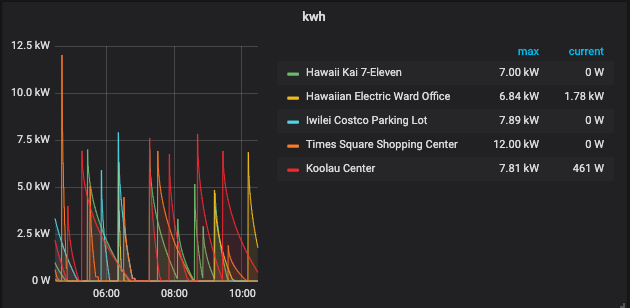 kwh
12.5 kW
10.0 kW
7.5 kW
5.0 kW
2.5 kW
0 W
06:00 08:00 10:00
max current
Hawaii Kai 7-Eleven 7.00 kW 0 W
Hawaiian Electric Ward Office 6.84 kW 1.78 kW
Iwilei Costco Parking Lot 7.89 kW 0 W
Times Square Shopping Center 12.00 kW 0 W
Koolau Center 7.81 kW 461 W